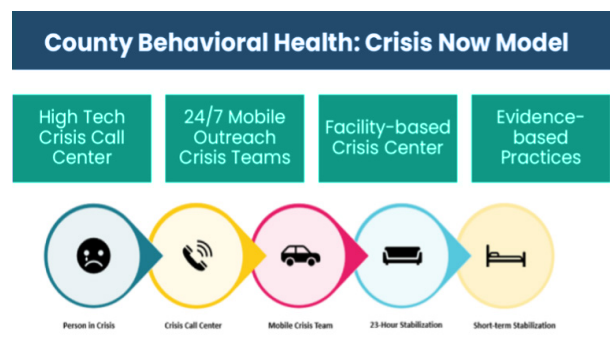 County Behavioral Health: Crisis Now Model
High Tech
Crisis Call
Center
24/7 Mobile
Outreach
Crisis Teams
Facility-based
Crisis Center
Evidence-
based
Practices
Person in Crisis
Crisis Call Center
Mobile Crisis Team
23-Hour Stabilization
Short-term Stabilization